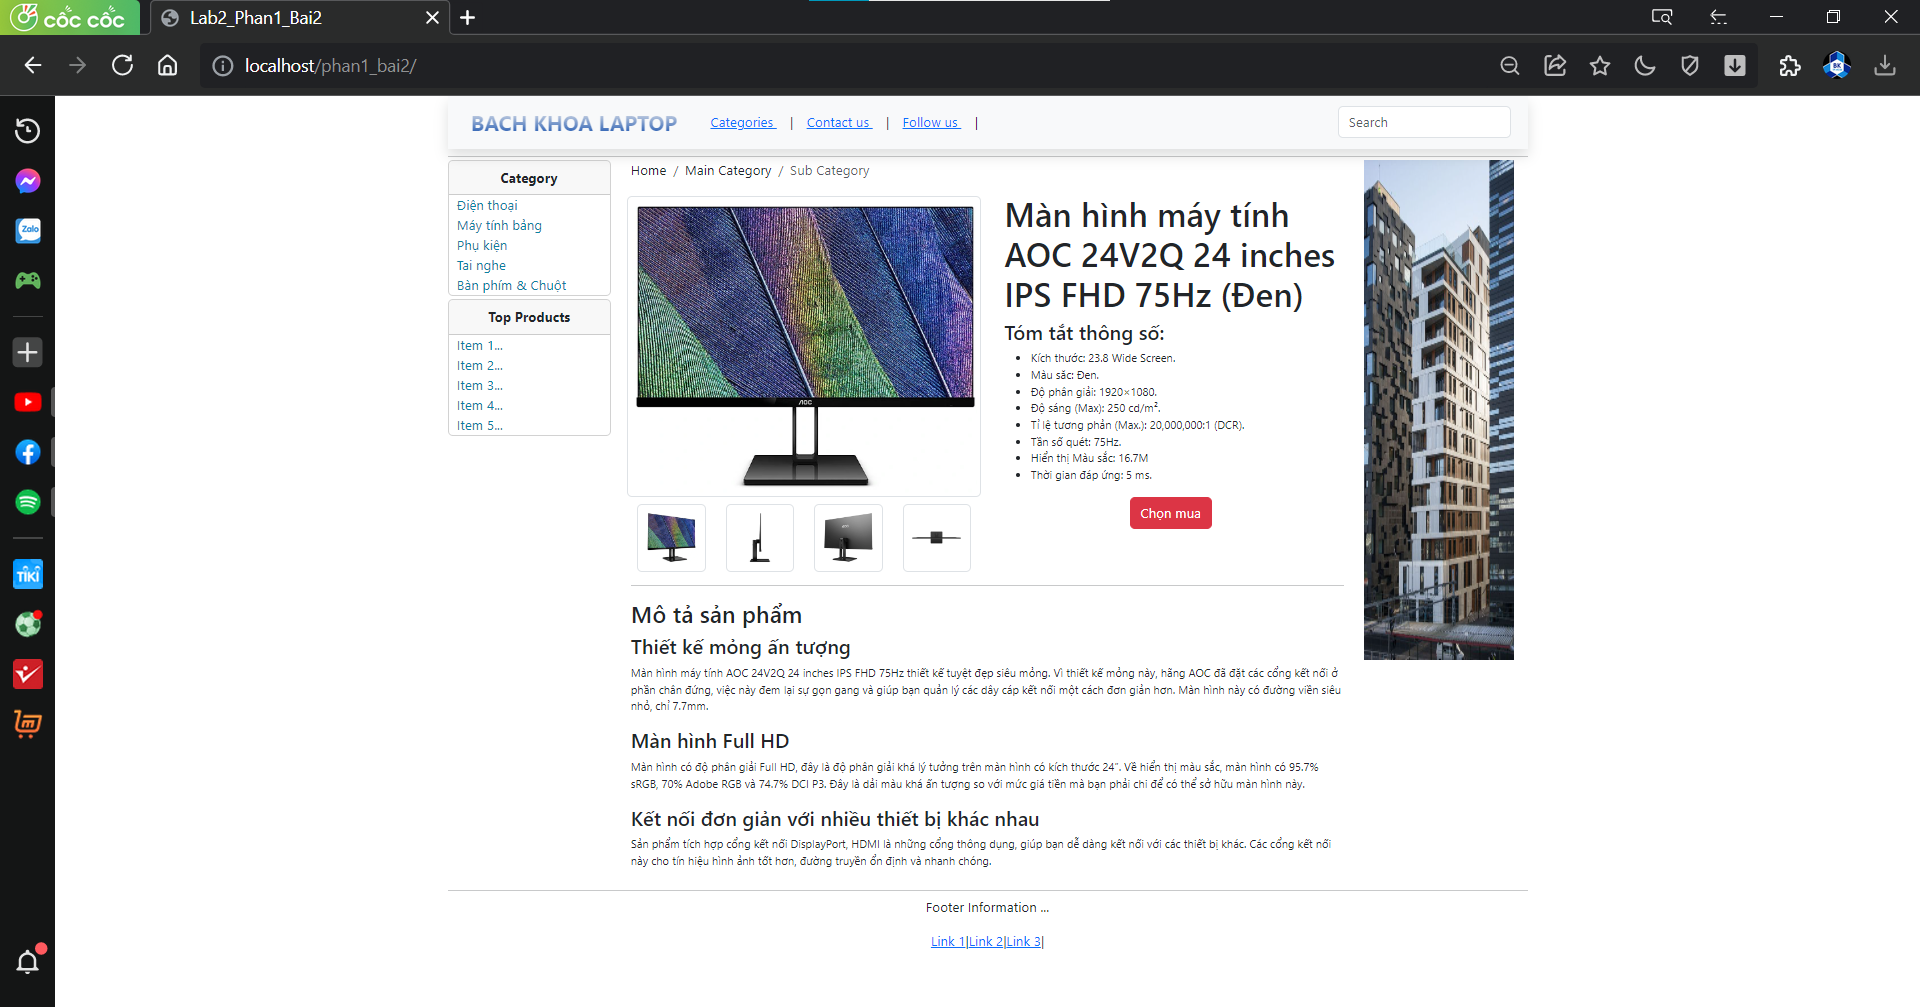 cốc cốc
Lab2_Phan1_Bai2
localhost/phan1_bai2/
BK
BACH KHOA LAPTOP
Categories | Contact us | Follow us |
Search
Category
Điện thoại
Máy tính bảng
Phụ kiện
Tai nghe
Bàn phím & Chuột
Top Products
Item 1...
Item 2...
Item 3...
Item 4...
Item 5...
Home / Main Category / Sub Category
AOC
Màn hình máy tính
AOC 24V2Q 24 inches
IPS FHD 75Hz (Đen)
Tóm tắt thông số:
Kích thước: 23.8 Wide Screen.
Màu sắc: Đen.
Độ phân giải: 1920×1080.
Độ sáng (Max): 250 cd/m².
Tỉ lệ tương phản (Max.): 20,000,000:1 (DCR).
Tần số quét: 75Hz.
Hiển thị Màu sắc: 16.7M
Thời gian đáp ứng: 5 ms.
Chọn mua
Mô tả sản phẩm
Thiết kế mỏng ấn tượng
Màn hình máy tính AOC 24V2Q 24 inches IPS FHD 75Hz thiết kế tuyệt đẹp siêu mỏng. Vì thiết kế mỏng này, hãng AOC đã đặt các cổng kết nối ở
phần chân đứng, việc này đem lại sự gọn gang và giúp bạn quản lý các dây cáp kết nối một cách đơn giản hơn. Màn hình này có đường viền siêu
nhỏ, chỉ 7.7mm.
Màn hình Full HD
Màn hình có độ phân giải Full HD, đây là độ phân giải khá lý tưởng trên màn hình có kích thước 24". Về hiển thị màu sắc, màn hình có 95.7%
sRGB, 70% Adobe RGB và 74.7% DCI P3. Đây là dải màu khá ấn tượng so với mức giá tiền mà bạn phải chi để có thể sở hữu màn hình này.
Kết nối đơn giản với nhiều thiết bị khác nhau
Sản phẩm tích hợp cổng kết nối DisplayPort, HDMI là những cổng thông dụng, giúp bạn dễ dàng kết nối với các thiết bị khác. Các cổng kết nối
này cho tín hiệu hình ảnh tốt hơn, đường truyền ổn định và nhanh chóng.
Footer Information ...
Link 1|Link 2|Link 3|
Zalo
TIKI